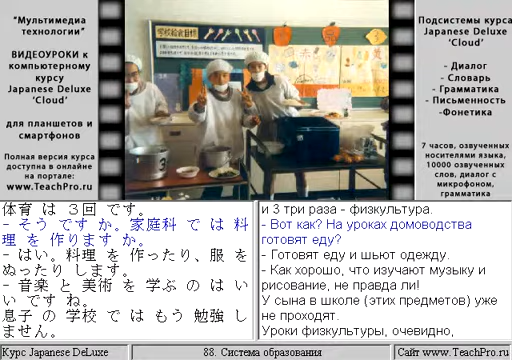 "Мультимедиа
технологии"
ВИДЕОУРОКИ к
компьютерному
курсу
Japanese Deluxe
'Cloud'
для планшетов и
смартфонов
Полная версия курса
доступна в онлайне
на портале:
www.TeachPro.ru
学校給食目標
Подсистемы курса
Japanese Deluxe
'Cloud'
- Диалог
- Словарь
- Грамматика
- Письменность
-Фонетика
7 часов, озвученных
носителями языка,
10000 озвученных
слов, диалог с
микрофоном,
грамматика
体育 は ３回 です。
- そう です か。家庭科 で は 料
理 を 作ります か。
- はい。料理 を 作ったり、服 を
ぬったり します。
- 音楽 と 美術 を 学ぶ の は い
い です ね。
息子 の 学校 で は もう 勉強 し
ません。
и 3 три раза - физкультура.
- Вот как? На уроках домоводства
готовят еду?
- Готовят еду и шьют одежду.
- Как хорошо, что изучают музыку и
рисование, не правда ли!
У сына в школе (этих предметов) уже
не проходят.
Уроки физкультуры, очевидно,
Курс Japanese DeLuxe
88. Система образования
Сайт www.TeachPro.ru